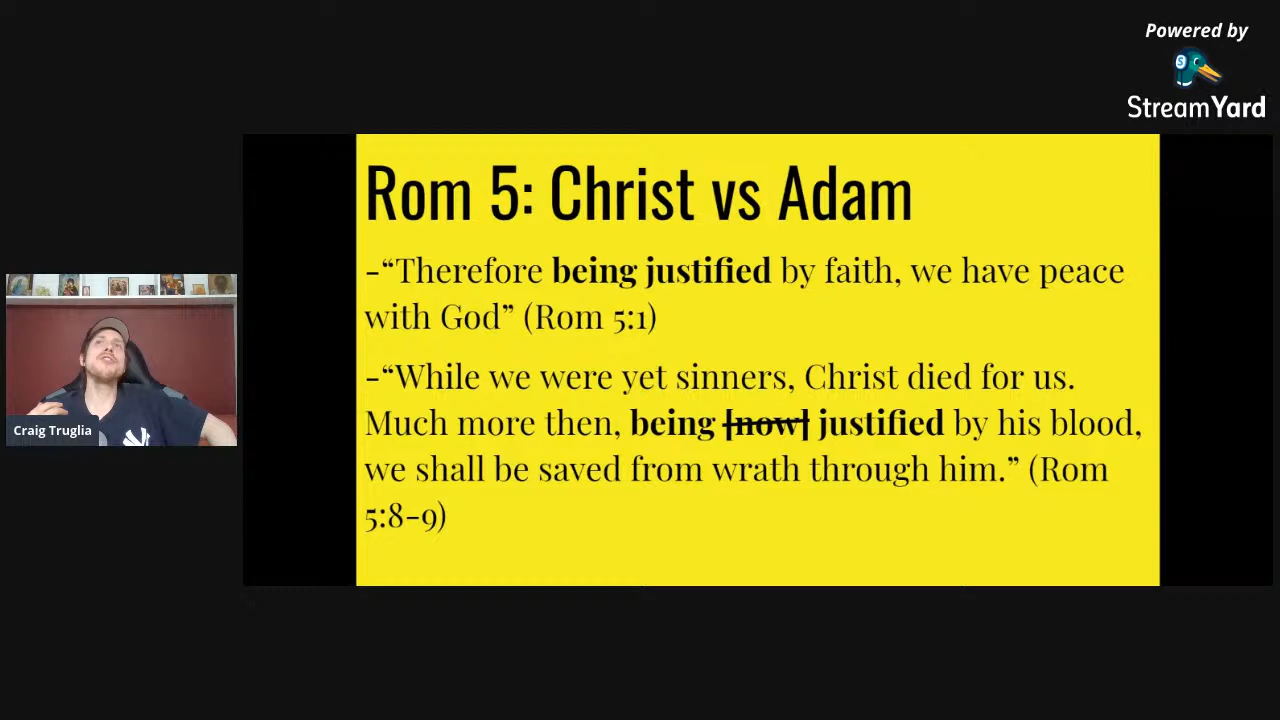 Powered by
StreamYard
Rom 5: Christ vs Adam
-“Therefore being justified by faith, we have peace
with God” (Rom 5:1)
-“While we were yet sinners, Christ died for us.
Much more then, being [now] justified by his blood,
we shall be saved from wrath through him.” (Rom
5:8-9)
Craig Truglia